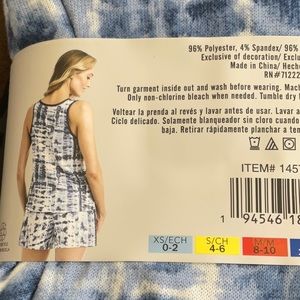 96% Polyester, 4% Spandex/ 96%
Exclusive of decoration/ Exclu
Made in China/ Hecho
RN#71222
Turn garment inside out and wash before wearing. Mach
Only non-chlorine bleach when needed. Tumble dry l
Voltear la prenda al revés y lavar antes de usar. Lavar a
Ciclo delicado. Solamente blanqueador sin cloro cuando
baja. Retirar rápidamente planchar a ten
ITEM# 1457
1 94546 18
XS/ECH
0-2
S/CH
4-6
M/M
8-10